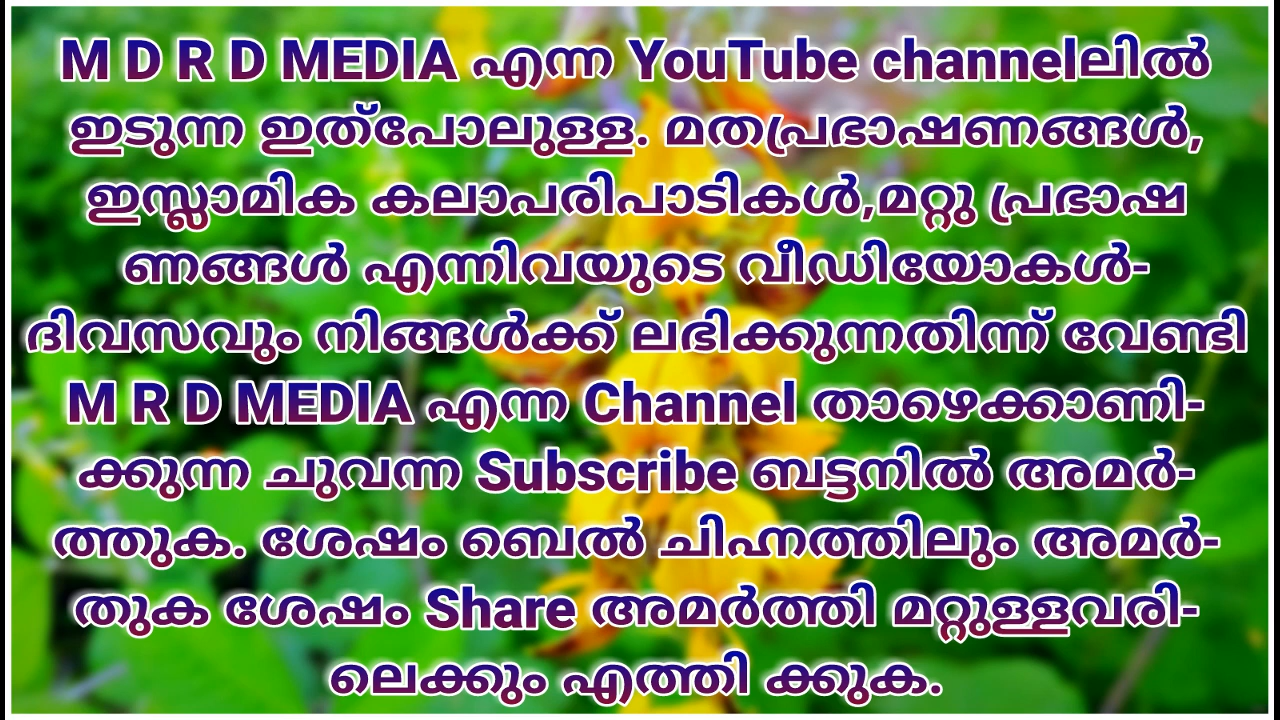 M D R D MEDIA എന്ന YouTube channelലിൽ
ഇടുന്ന ഇത്പോലുള്ള. മതപ്രഭാഷണങ്ങൾ,
ഇസ്ലാമിക കലാപരിപാടികൾ,മറ്റു പ്രഭാഷ
ണങ്ങൾ എന്നിവയുടെ വീഡിയോകൾ-
ദിവസവും നിങ്ങൾക്ക് ലഭിക്കുന്നതിന്ന് വേണ്ടി
M R D MEDIA എന്ന Channel താഴെക്കാണി-
ക്കുന്ന ചുവന്ന Subscribe ബട്ടനിൽ അമർ-
ത്തുക. ശേഷം ബെൽ ചിഹ്നത്തിലും അമർ-
തുക ശേഷം Share അമർത്തി മറ്റുള്ളവരി-
ലെക്കും എത്തി ക്കുക.